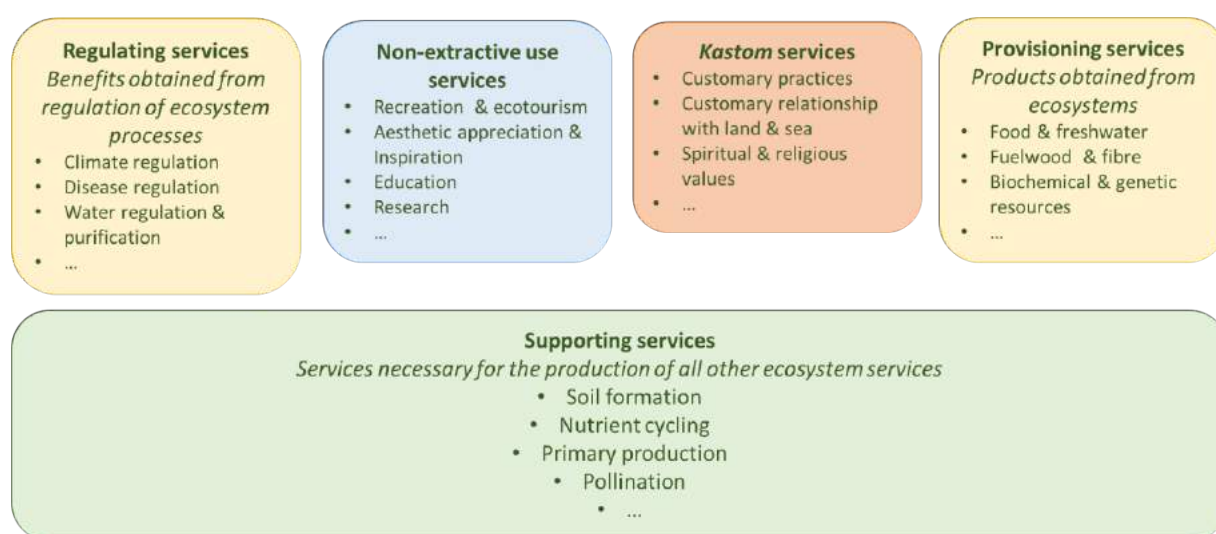 Regulating services
Benefits obtained from
regulation of ecosystem
processes
• Climate regulation
• Disease regulation
• Water regulation &
purification
• ...
Non-extractive use
services
• Recreation & ecotourism
• Aesthetic appreciation &
Inspiration
• Education
• Research
• ...
Kastom services
• Customary practices
• Customary relationship
with land & sea
• Spiritual & religious
values
• ...
Provisioning services
Products obtained from
ecosystems
• Food & freshwater
• Fuelwood & fibre
• Biochemical & genetic
resources
• ...
Supporting services
Services necessary for the production of all other ecosystem services
• Soil formation
• Nutrient cycling
• Primary production
• Pollination
• ...